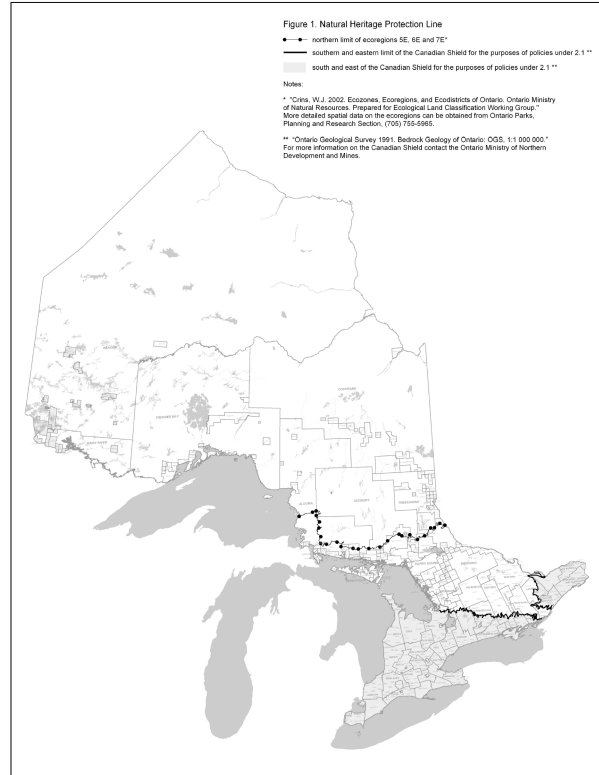 Figure 1. Natural Heritage Protection Line
northern limit of ecoregions 5E, 6E and 7E*
southern and eastern limit of the Canadian Shield for the purposes of policies under 2.1 **
south and east of the Canadian Shield for the purposes of policies under 2.1 **
Notes:
* "Crins, W.J. 2002. Ecozones, Ecoregions, and Ecodistricts of Ontario. Ontario Ministry
of Natural Resources. Prepared for Ecological Land Classification Working Group."
More detailed spatial data on the ecoregions can be obtained from Ontario Parks,
Planning and Research Section, (705) 755-5965.
** "Ontario Geological Survey 1991. Bedrock Geology of Ontario: OGS, 1:1 000 000."
For more information on the Canadian Shield contact the Ontario Ministry of Northern
Development and Mines.